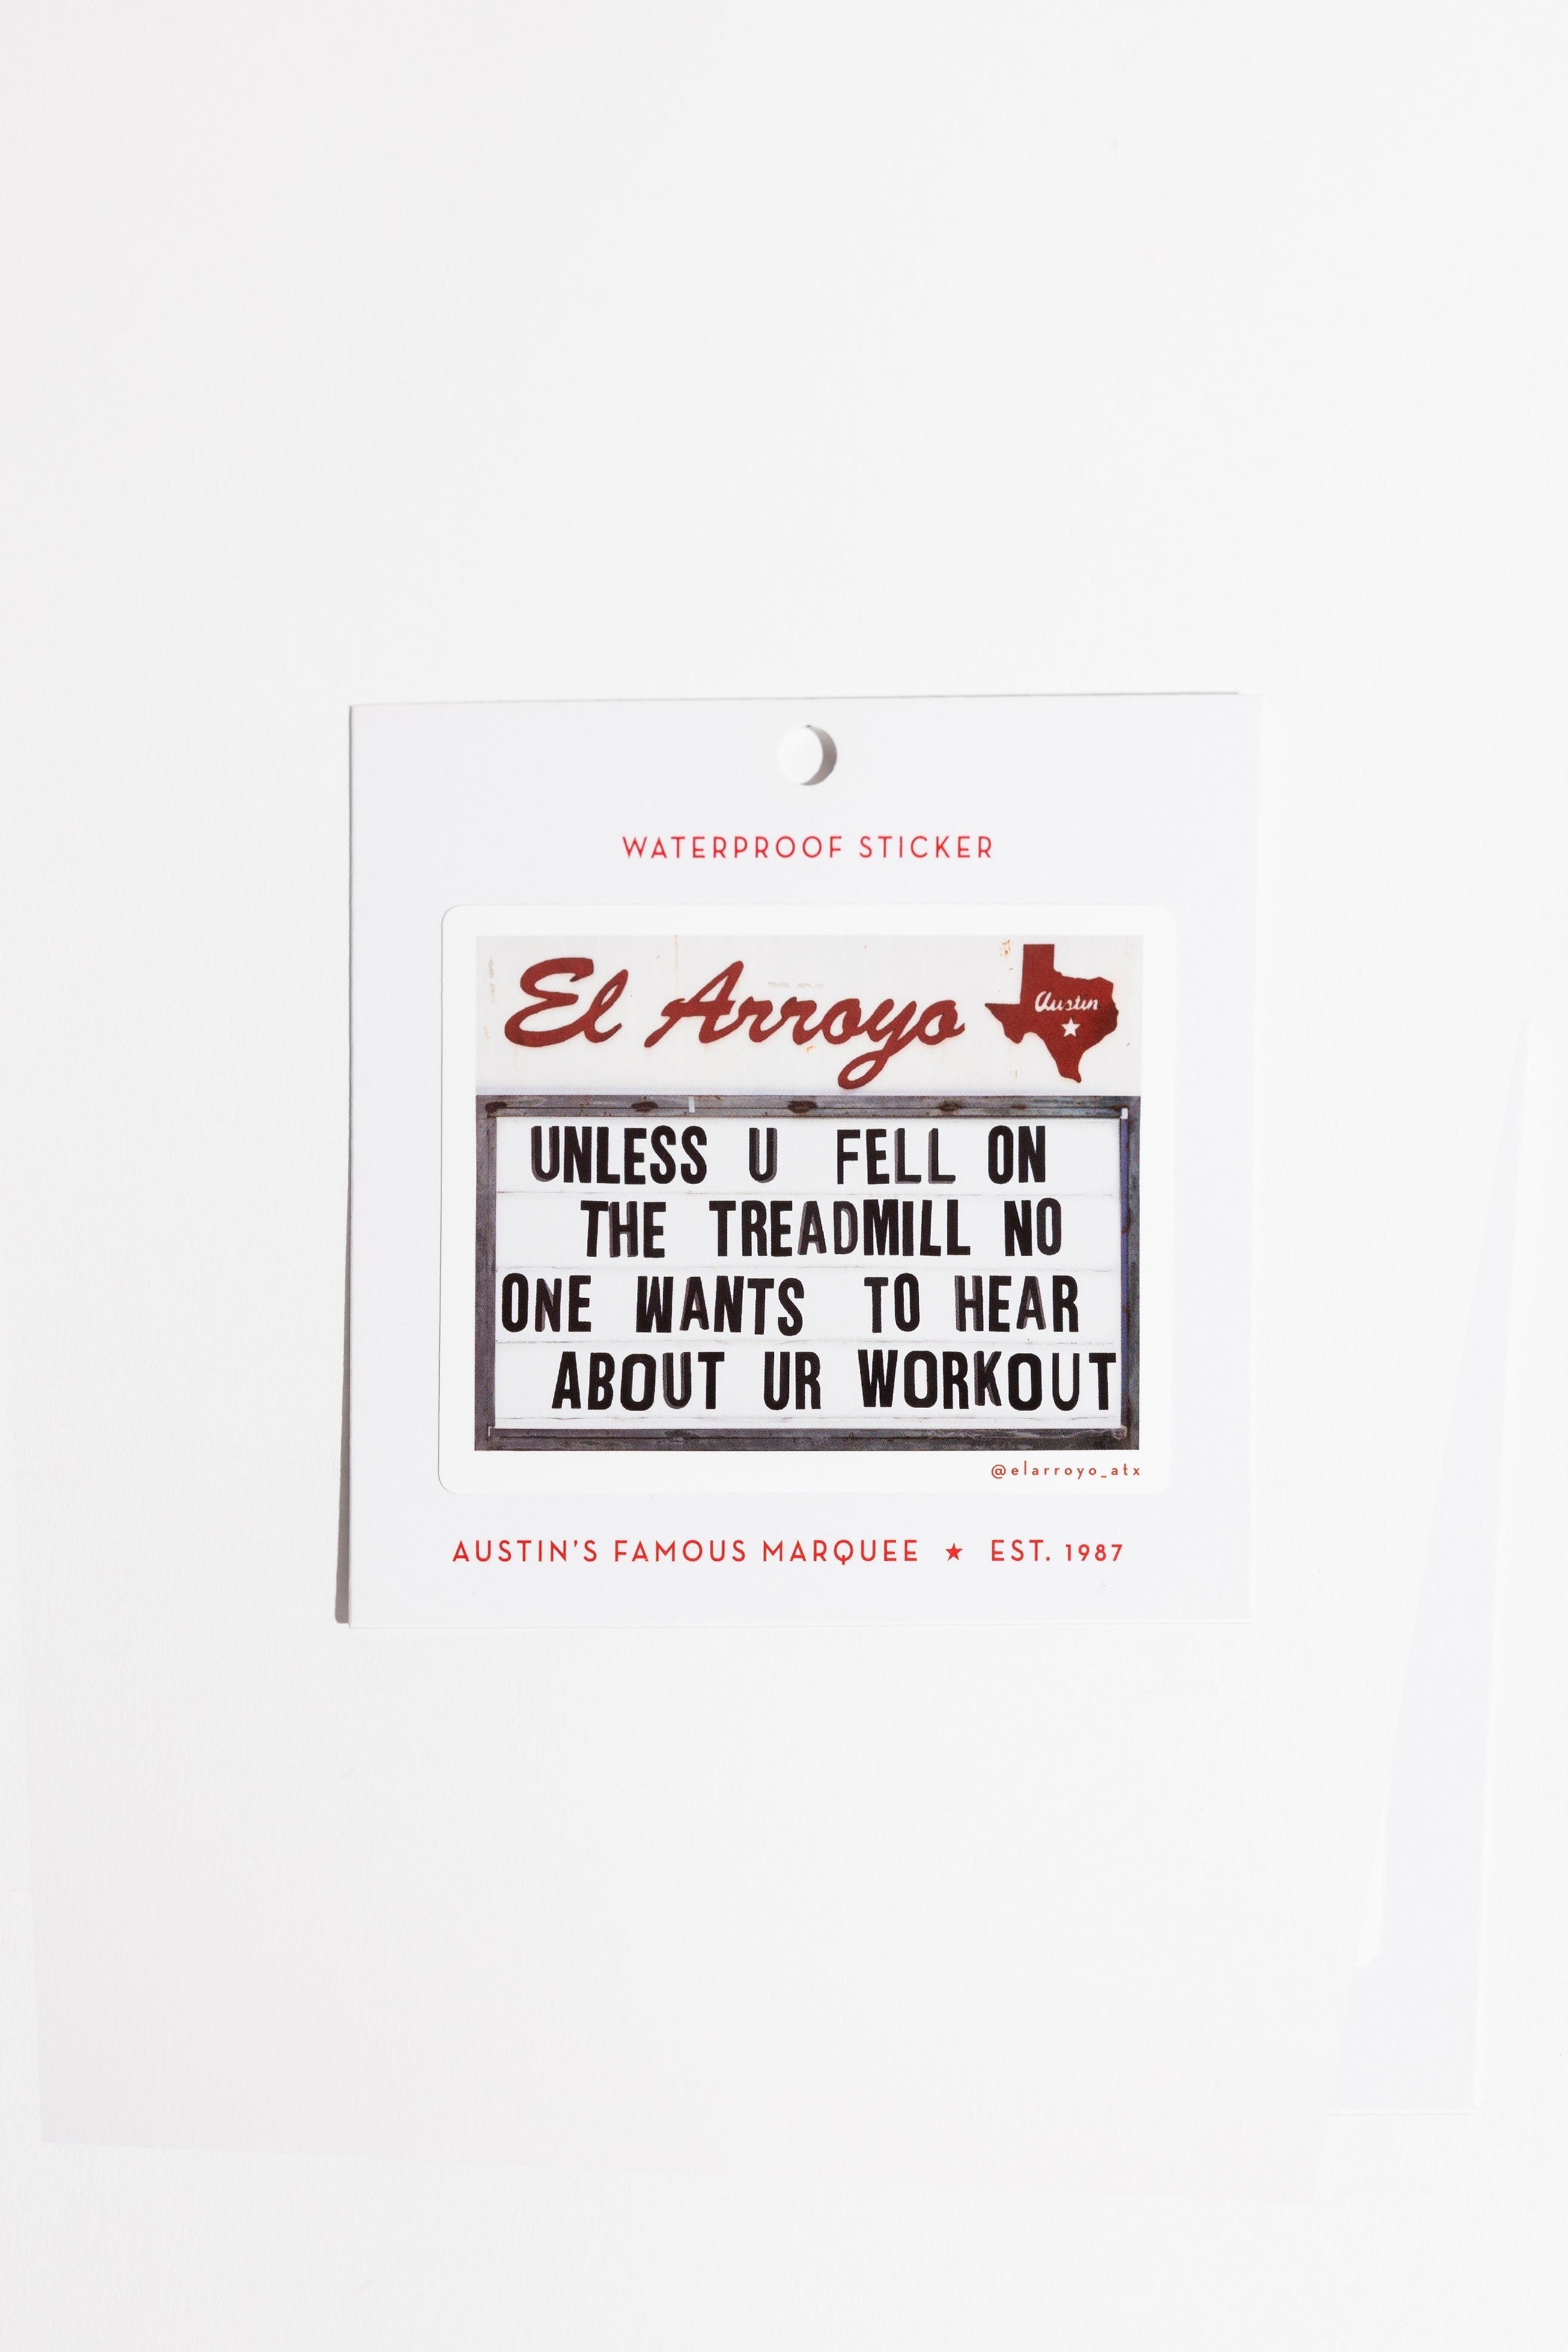 WATERPROOF STICKER
El Arroyo
Austin
UNLESS U FELL ON
THE TREADMILL NO
ONE WANTS TO HEAR
ABOUT UR WORKOUT
@elarroyo_atx
AUSTIN'S FAMOUS MARQUEE ★ EST. 1987